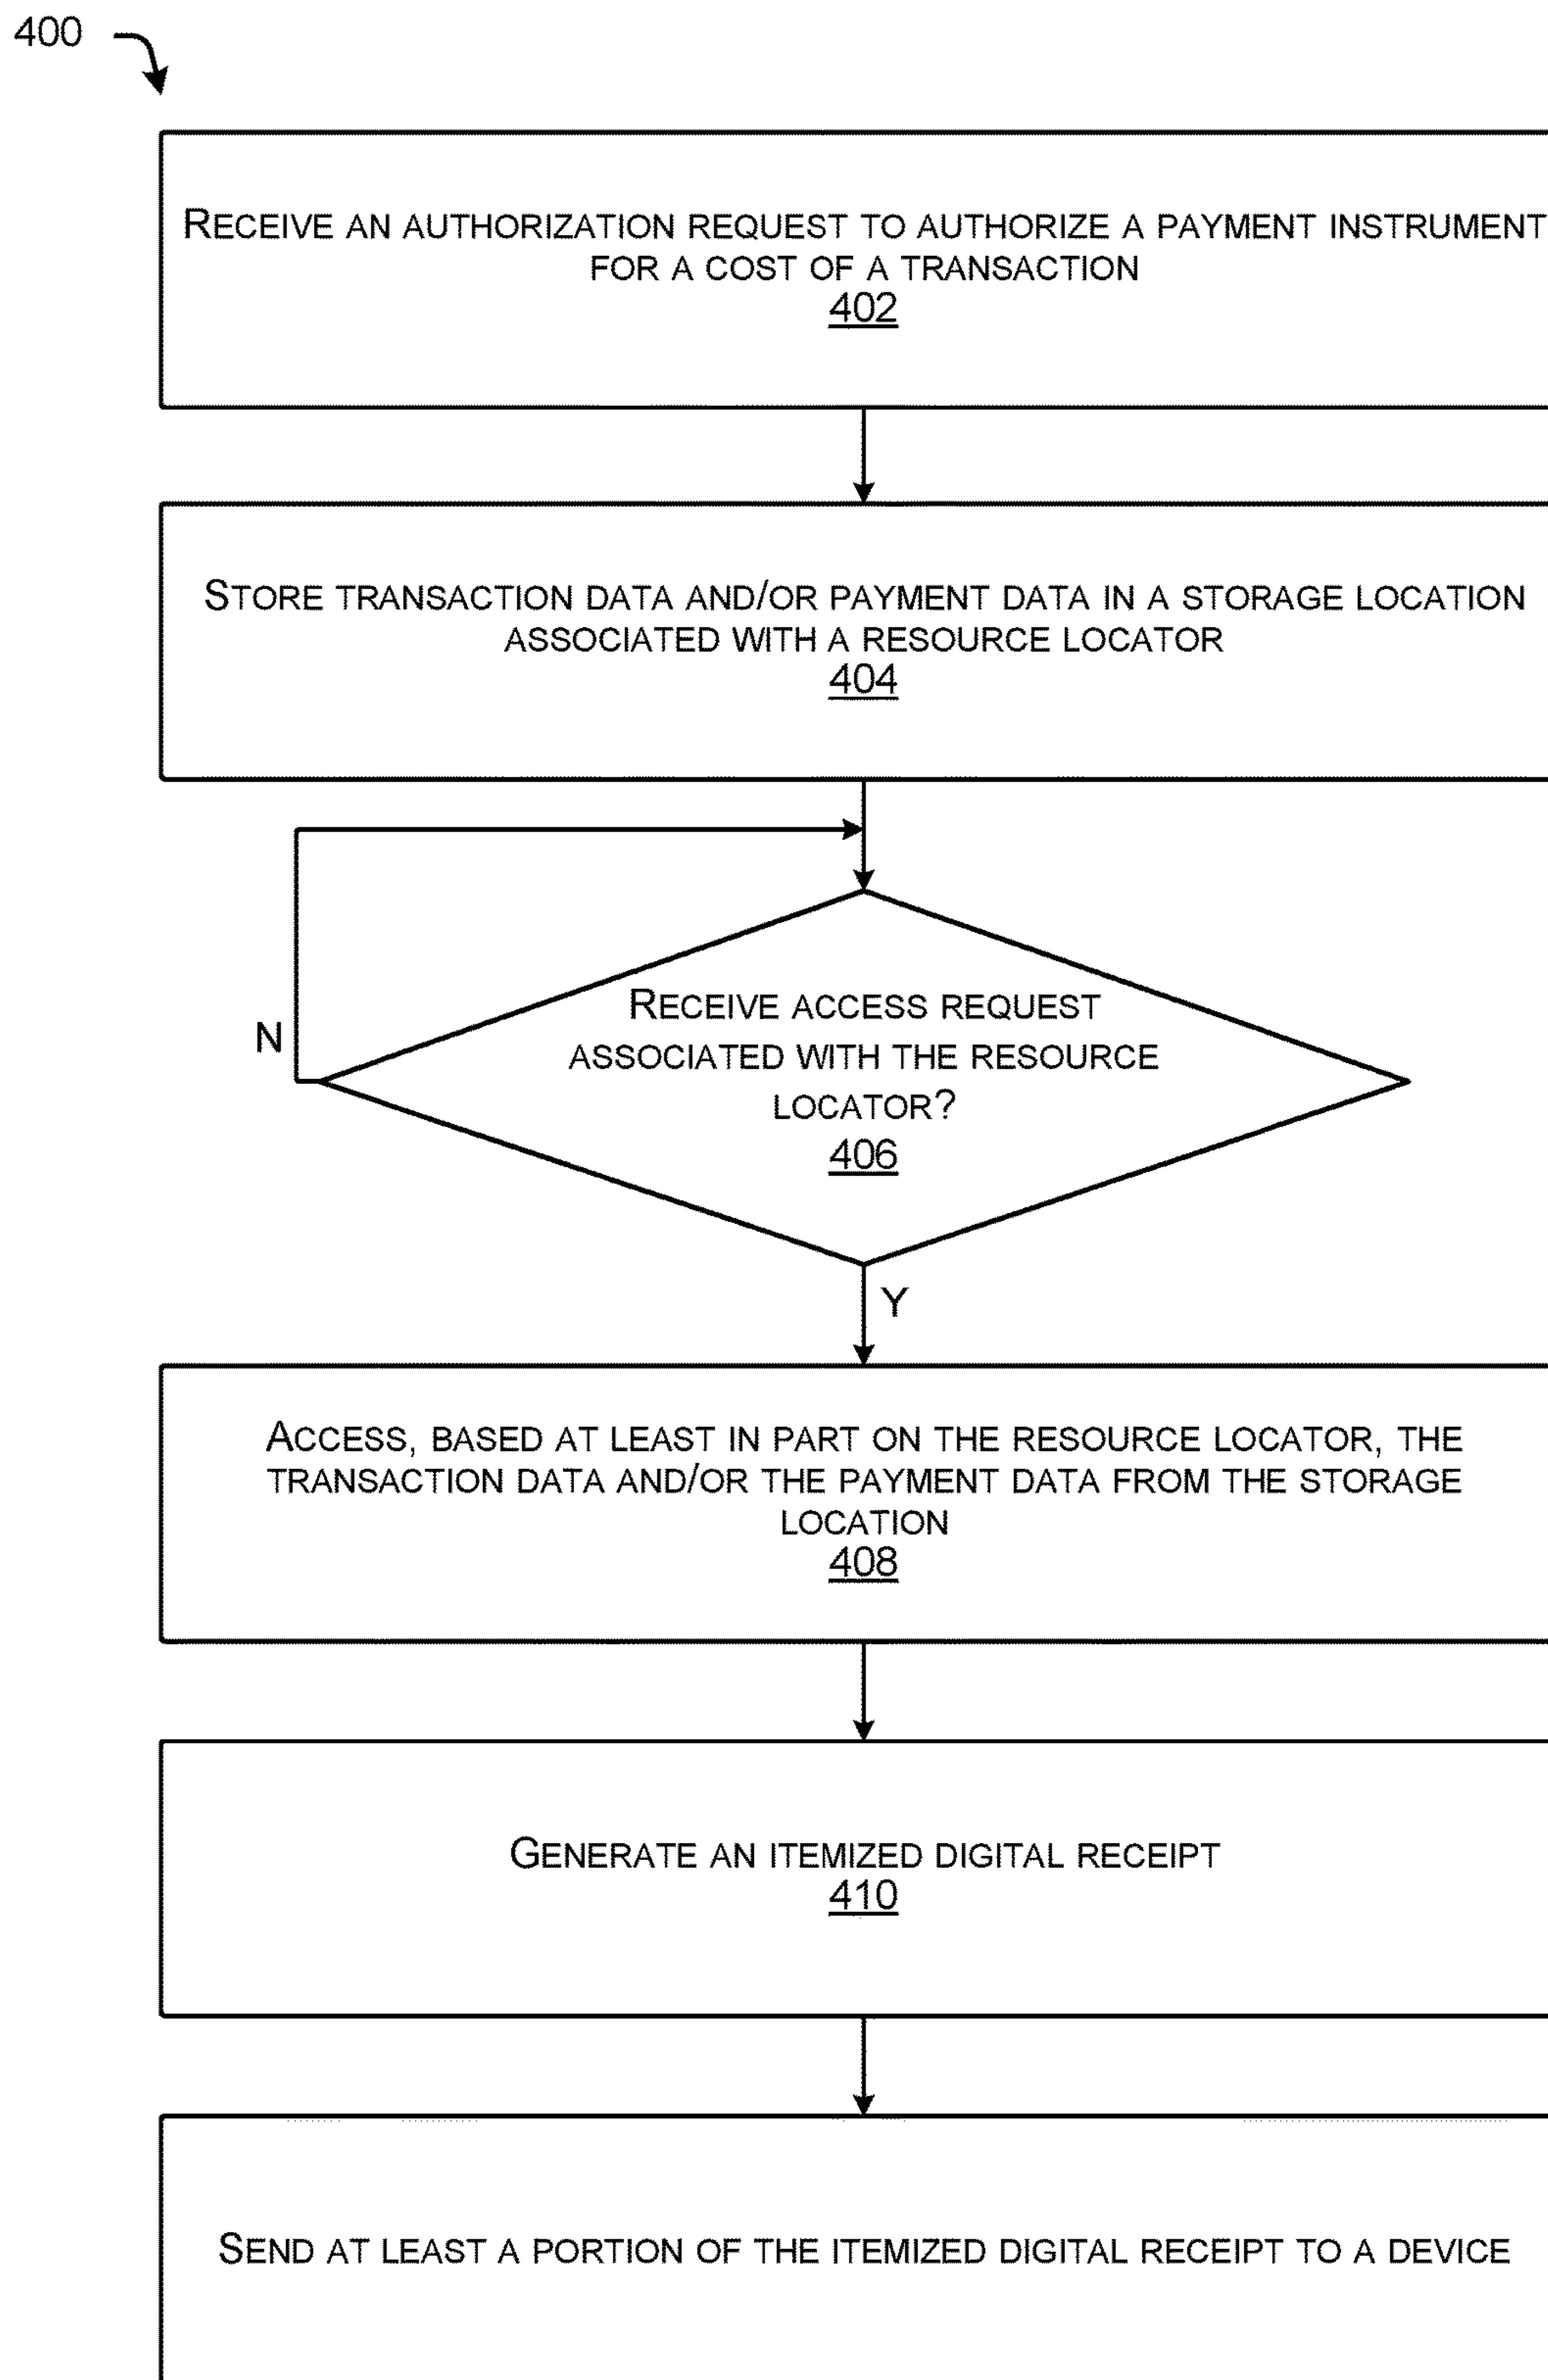 400
RECEIVE AN AUTHORIZATION REQUEST TO AUTHORIZE A PAYMENT INSTRUMENT
FOR A COST OF A TRANSACTION
402
STORE TRANSACTION DATA AND/OR PAYMENT DATA IN A STORAGE LOCATION
ASSOCIATED WITH A RESOURCE LOCATOR
404
RECEIVE ACCESS REQUEST
ASSOCIATED WITH THE RESOURCE
LOCATOR?
406
N
Y
ACCESS, BASED AT LEAST IN PART ON THE RESOURCE LOCATOR, THE
TRANSACTION DATA AND/OR THE PAYMENT DATA FROM THE STORAGE
LOCATION
408
GENERATE AN ITEMIZED DIGITAL RECEIPT
410
SEND AT LEAST A PORTION OF THE ITEMIZED DIGITAL RECEIPT TO A DEVICE